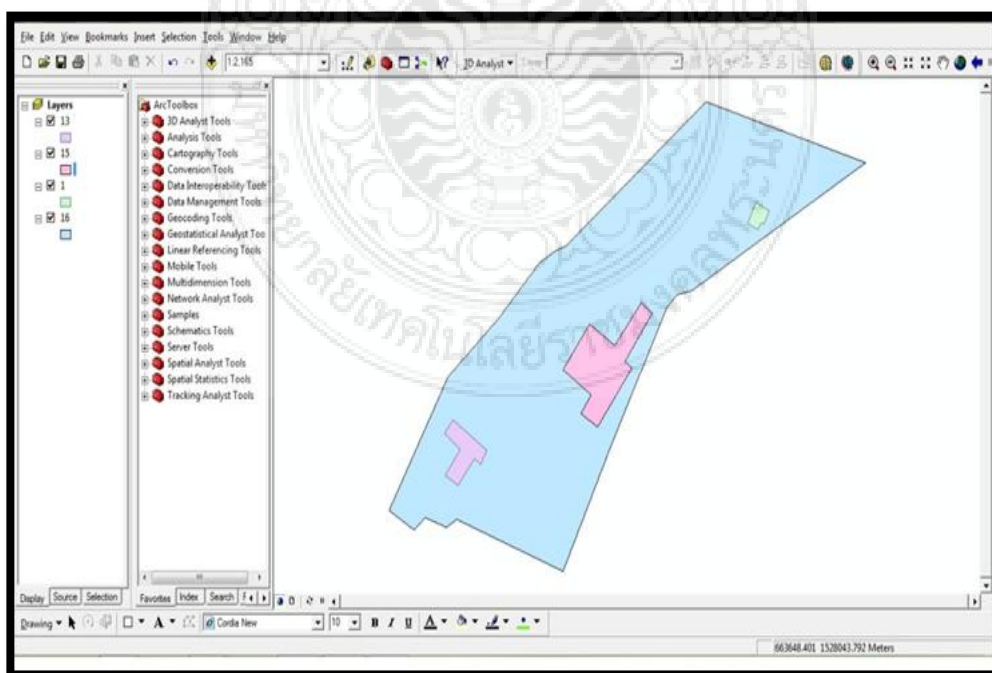 File Edit View Bookmarks Insert Selection Tools Window Help
1:2,165
3D Analyst
Layers
13
15
1
16
ArcToolbox
3D Analyst Tools
Analysis Tools
Cartography Tools
Conversion Tools
Data Interoperability Tools
Data Management Tools
Geocoding Tools
Geostatistical Analyst Too
Linear Referencing Tools
Mobile Tools
Multidimension Tools
Network Analyst Tools
Samples
Schematics Tools
Server Tools
Spatial Analyst Tools
Spatial Statistics Tools
Tracking Analyst Tools
Display Source Selection
Favorites Index Search
Drawing A Cordia New 10 B I U A
663648.401 1528043.792 Meters